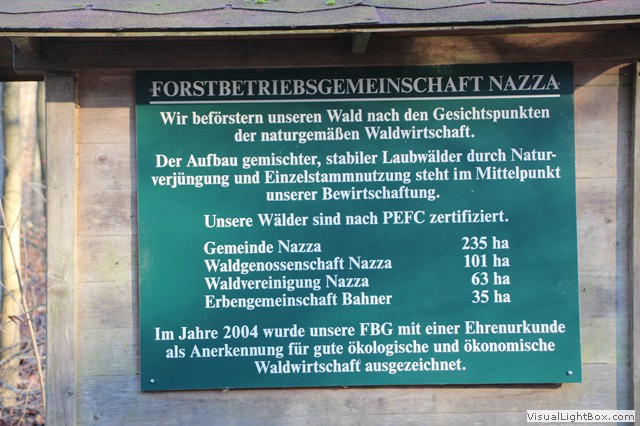 FORSTBETRIEBSGEMEINSCHAFT NAZZA
Wir beförstern unseren Wald nach den Gesichtspunkten
der naturgemäßen Waldwirtschaft.
Der Aufbau gemischter, stabiler Laubwälder durch Natur-
verjüngung und Einzelstammnutzung steht im Mittelpunkt
unserer Bewirtschaftung.
Unsere Wälder sind nach PEFC zertifiziert.
Gemeinde Nazza 235 ha
Waldgenossenschaft Nazza 101 ha
Waldvereinigung Nazza 63 ha
Erbengemeinschaft Bahner 35 ha
Im Jahre 2004 wurde unsere FBG mit einer Ehrenurkunde
als Anerkennung für gute ökologische und ökonomische
Waldwirtschaft ausgezeichnet.
VisualLightBox.com